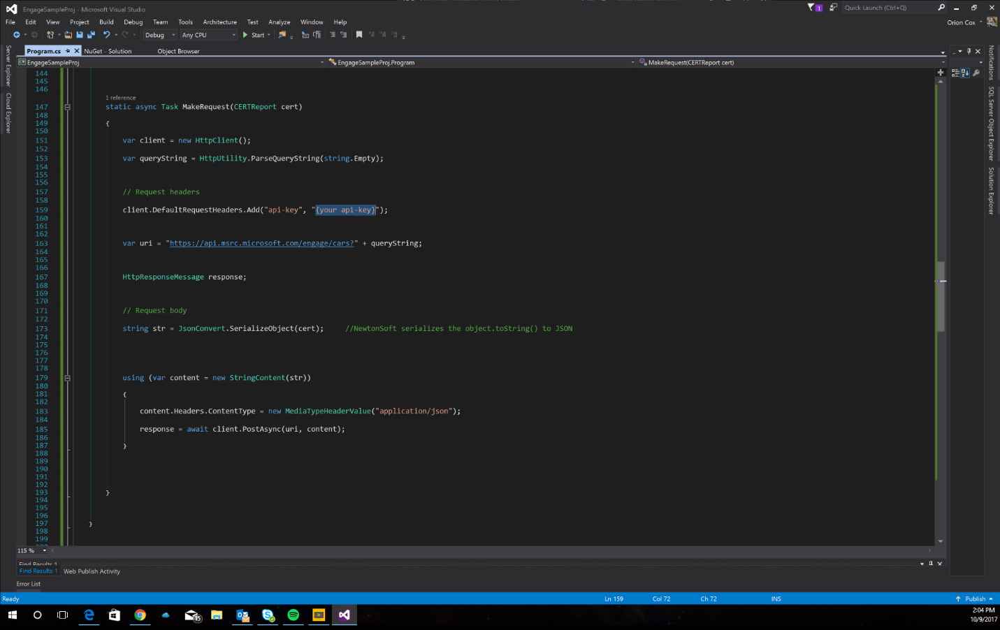 EngageSampleProj - Microsoft Visual Studio
1
Quick Launch (Ctrl+Q)
File Edit View Project Build Debug Team Tools Architecture Test Analyze Window Help
Orion Cox
Debug Any CPU Start
Program.cs NuGet - Solution Object Browser
EngageSampleProj EngageSampleProj.Program MakeRequest(CERTReport cert)
Server Explorer
Cloud Explorer
Notifications
SQL Server Object Explorer
Solution Explorer
144
145
146
1 reference
147 static async Task MakeRequest(CERTReport cert)
148
149 {
150
151 var client = new HttpClient();
152
153 var queryString = HttpUtility.ParseQueryString(string.Empty);
154
155
156
157 // Request headers
158
159 client.DefaultRequestHeaders.Add("api-key", "{your api-key}");
160
161
162
163 var uri = "https://api.msrc.microsoft.com/engage/cars?" + queryString;
164
165
166
167 HttpResponseMessage response;
168
169
170
171 // Request body
172
173 string str = JsonConvert.SerializeObject(cert); //NewtonSoft serializes the object.toString() to JSON
174
175
176
177
178
179 using (var content = new StringContent(str))
180
181 {
182
183 content.Headers.ContentType = new MediaTypeHeaderValue("application/json");
184
185 response = await client.PostAsync(uri, content);
186
187 }
188
189
190
191
192
193 }
194
195
196
197 }
198
199
115 %
Find Results 1
Find Results 1 Web Publish Activity
Error List
Ready Ln 159 Col 72 Ch 72 INS Publish
15
2:04 PM
10/9/2017